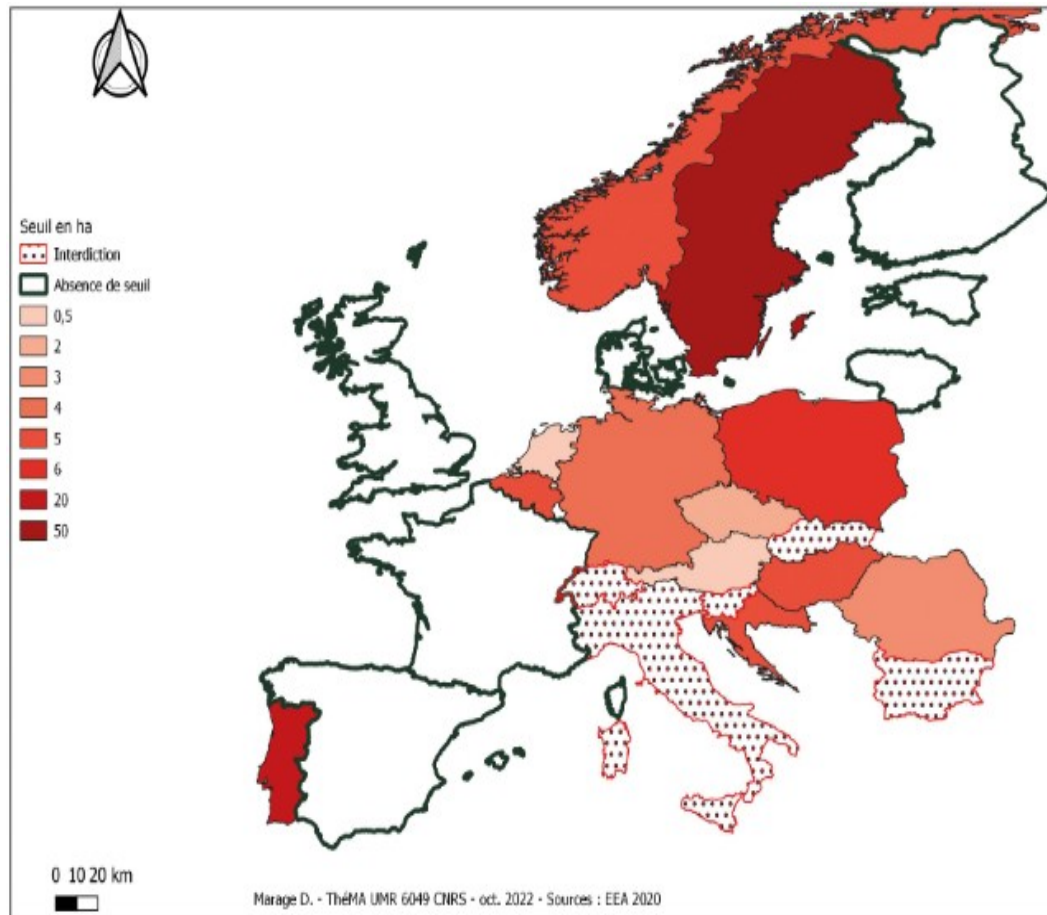 Seuil en ha
Interdiction
Absence de seuil
0,5
2
3
4
5
6
20
50
0 10 20 km
Marage D. - ThéMA UMR 6049 CNRS - oct. 2022 - Sources : EEA 2020